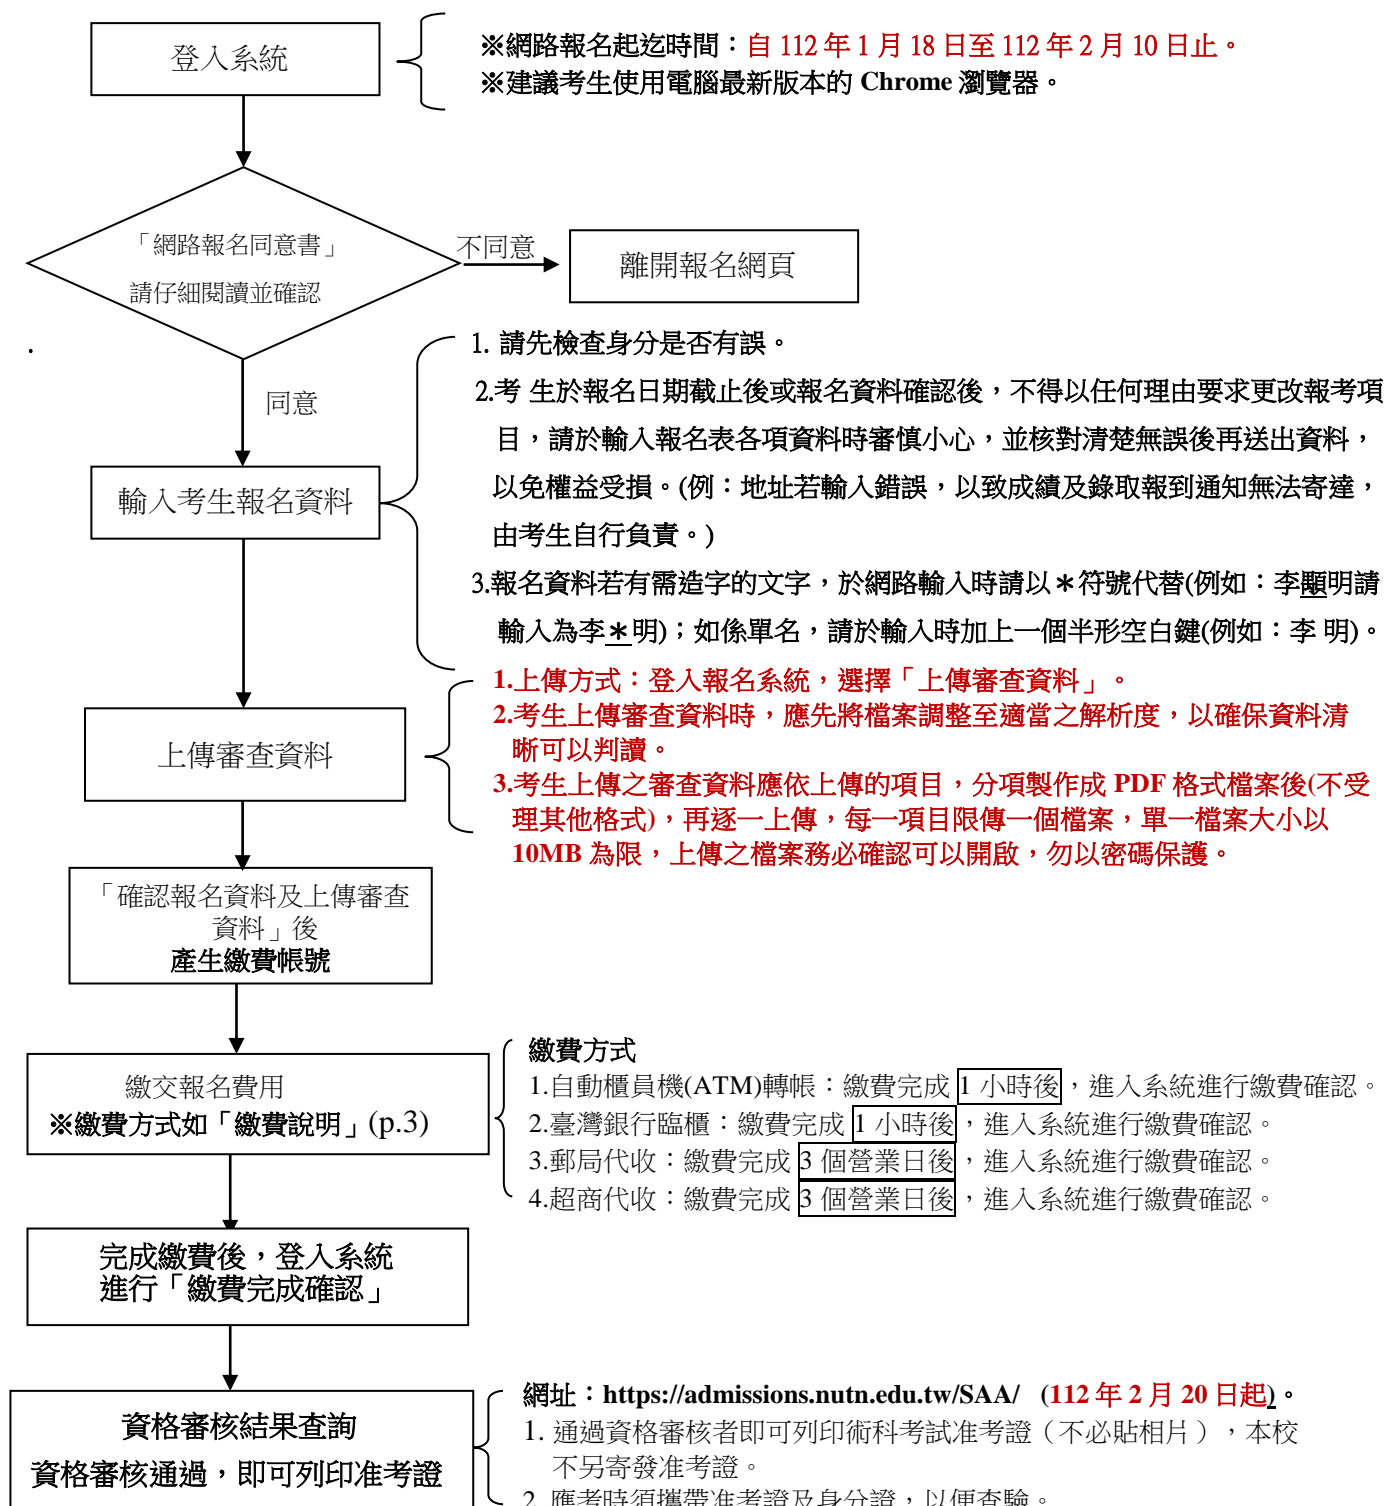 登入系統
※網路報名起迄時間：自 112 年 1 月 18 日至 112 年 2 月 10 日止。
※建議考生使用電腦最新版本的 Chrome 瀏覽器。
「網路報名同意書」
請仔細閱讀並確認
不同意
離開報名網頁
.
同意
1. 請先檢查身分是否有誤。
2.考 生於報名日期截止後或報名資料確認後，不得以任何理由要求更改報考項
目，請於輸入報名表各項資料時審慎小心，並核對清楚無誤後再送出資料，
以免權益受損。(例：地址若輸入錯誤，以致成績及錄取報到通知無法寄達，
由考生自行負責。)
3.報名資料若有需造字的文字，於網路輸入時請以＊符號代替(例如：李顯明請
輸入為李＊明)；如係單名，請於輸入時加上一個半形空白鍵(例如：李 明)。
輸入考生報名資料
1.上傳方式：登入報名系統，選擇「上傳審查資料」。
2.考生上傳審查資料時，應先將檔案調整至適當之解析度，以確保資料清
晰可以判讀。
3.考生上傳之審查資料應依上傳的項目，分項製作成 PDF 格式檔案後(不受
理其他格式)，再逐一上傳，每一項目限傳一個檔案，單一檔案大小以
10MB 為限，上傳之檔案務必確認可以開啟，勿以密碼保護。
上傳審查資料
「確認報名資料及上傳審查
資料」後
產生繳費帳號
繳交報名費用
※繳費方式如「繳費說明」(p.3)
繳費方式
1.自動櫃員機(ATM)轉帳：繳費完成 1 小時後，進入系統進行繳費確認。
2.臺灣銀行臨櫃：繳費完成 1 小時後，進入系統進行繳費確認。
3.郵局代收：繳費完成 3 個營業日後，進入系統進行繳費確認。
4.超商代收：繳費完成 3 個營業日後，進入系統進行繳費確認。
完成繳費後，登入系統
進行「繳費完成確認」
資格審核結果查詢
資格審核通過，即可列印准考證
網址：https://admissions.nutn.edu.tw/SAA/ (112 年 2 月 20 日起)。
1. 通過資格審核者即可列印術科考試准考證（不必貼相片），本校
不另寄發准考證。
2. 應考時須攜帶准考證及身分證，以便查驗。